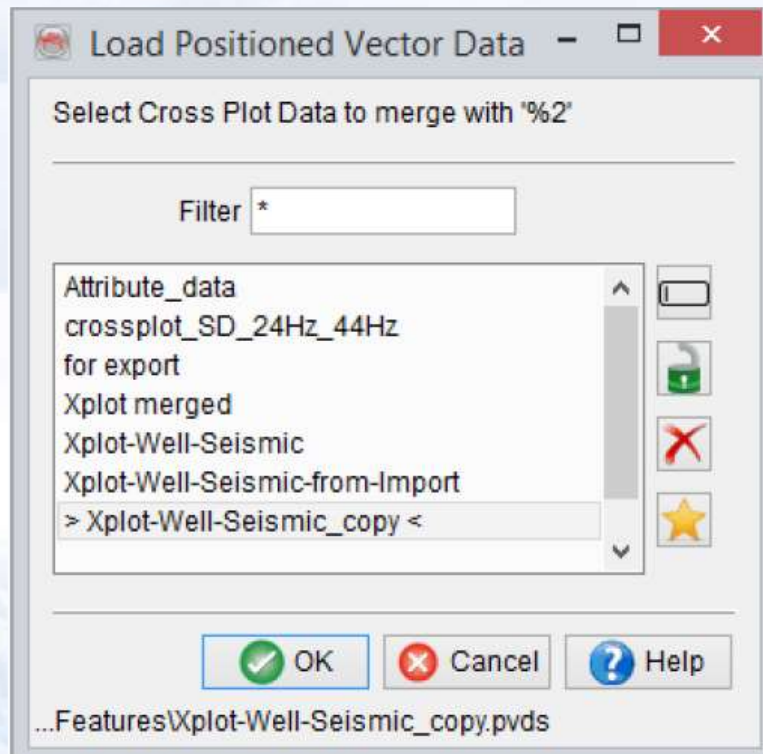 Load Positioned Vector Data
Select Cross Plot Data to merge with '%2'
Filter *
Attribute_data
crossplot_SD_24Hz_44Hz
for export
Xplot merged
Xplot-Well-Seismic
Xplot-Well-Seismic-from-Import
> Xplot-Well-Seismic_copy <
OK Cancel ? Help
...Features\Xplot-Well-Seismic_copy.pvds